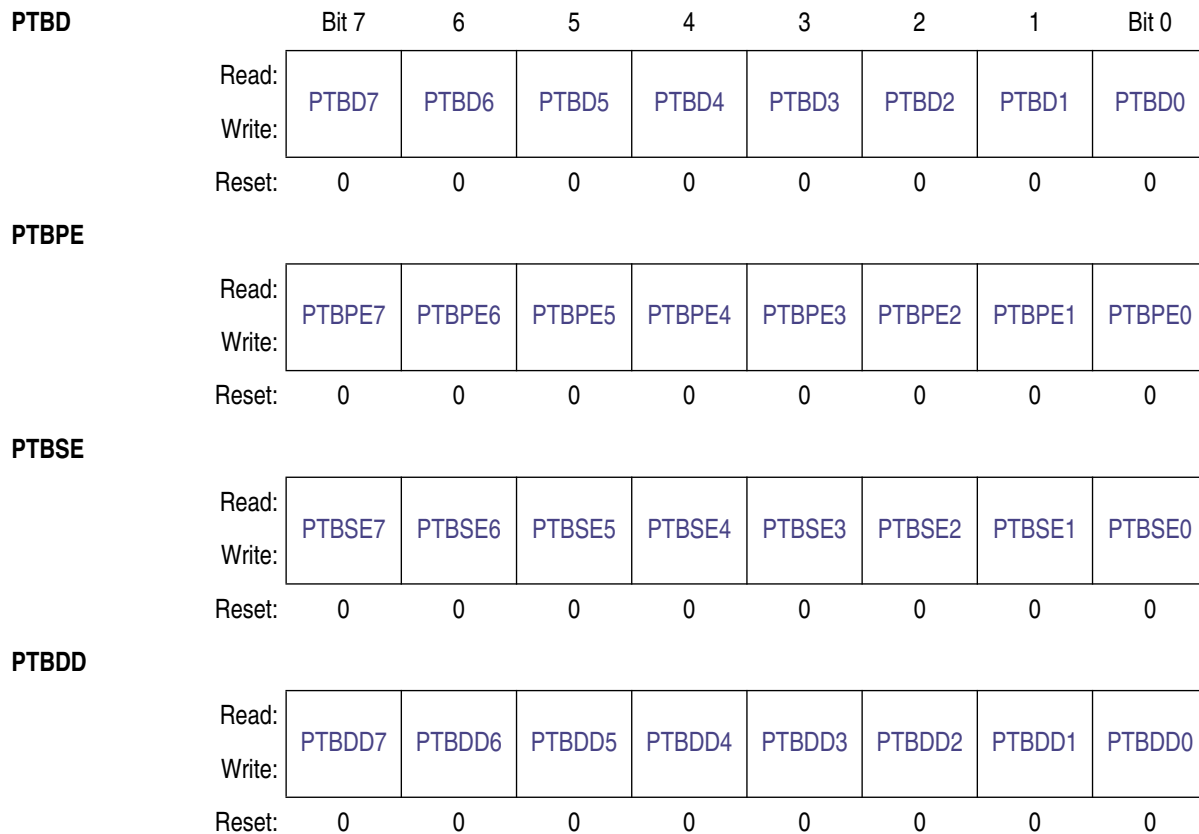 PTBD Bit 7 6 5 4 3 2 1 Bit 0
Read:
PTBD7 PTBD6 PTBD5 PTBD4 PTBD3 PTBD2 PTBD1 PTBD0
Write:
Reset: 0 0 0 0 0 0 0 0
PTBPE
Read:
PTBPE7 PTBPE6 PTBPE5 PTBPE4 PTBPE3 PTBPE2 PTBPE1 PTBPE0
Write:
Reset: 0 0 0 0 0 0 0 0
PTBSE
Read:
PTBSE7 PTBSE6 PTBSE5 PTBSE4 PTBSE3 PTBSE2 PTBSE1 PTBSE0
Write:
Reset: 0 0 0 0 0 0 0 0
PTBDD
Read:
PTBDD7 PTBDD6 PTBDD5 PTBDD4 PTBDD3 PTBDD2 PTBDD1 PTBDD0
Write:
Reset: 0 0 0 0 0 0 0 0